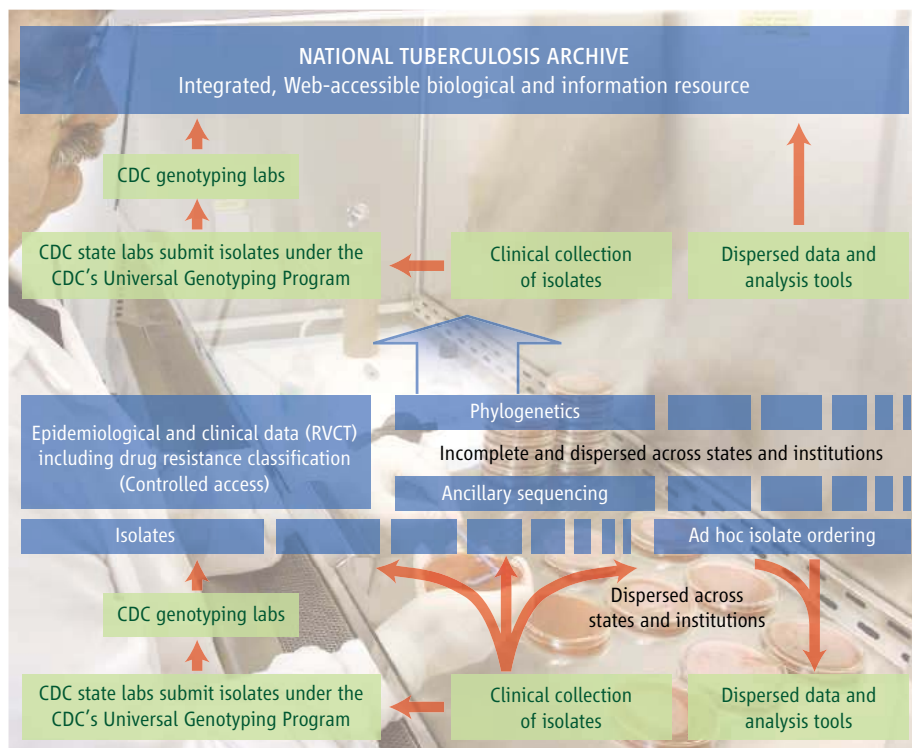 NATIONAL TUBERCULOSIS ARCHIVE
Integrated, Web-accessible biological and information resource
CDC genotyping labs
CDC state labs submit isolates under the
CDC's Universal Genotyping Program
Clinical collection
of isolates
Dispersed data and
analysis tools
Epidemiological and clinical data (RVCT)
including drug resistance classification
(Controlled access)
Phylogenetics
Incomplete and dispersed across states and institutions
Ancillary sequencing
Isolates
Ad hoc isolate ordering
Dispersed across
states and institutions
CDC genotyping labs
CDC state labs submit isolates under the
CDC's Universal Genotyping Program
Clinical collection
of isolates
Dispersed data and
analysis tools